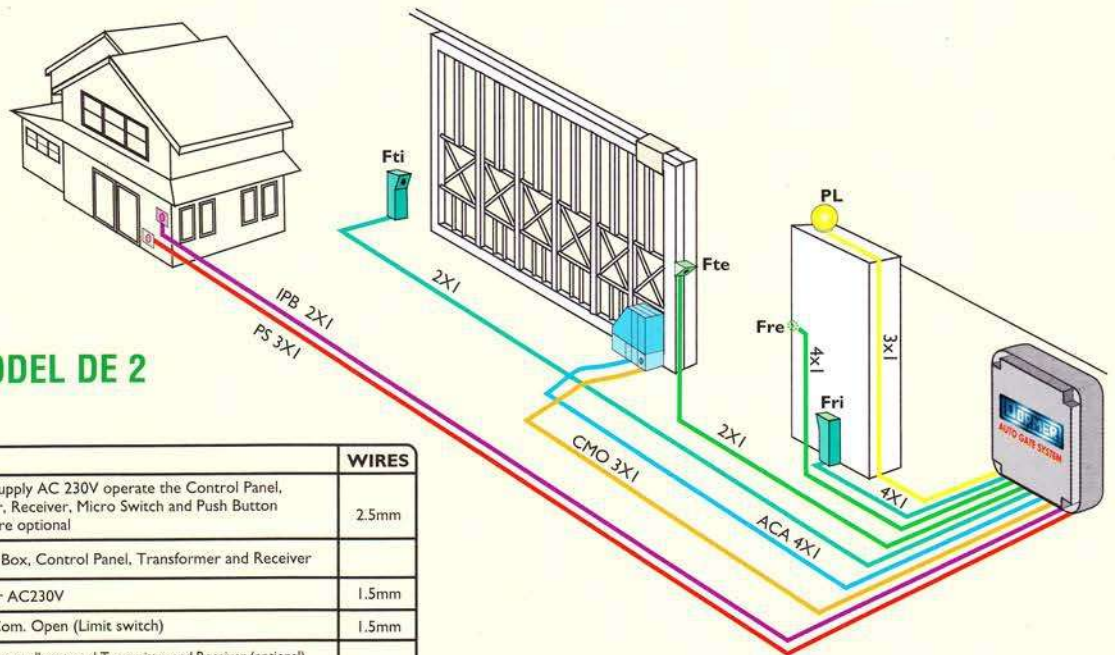 Fti
PL
Fte
2X1
IPB 2X1
PS 3X1
Fre
4x1
3x1
Fri
DEL DE 2
AUTO GATE SYSTEM
2X1
CMO 3X1
4X1
ACA 4X1
WIRES
upply AC 230V operate the Control Panel,
, Receiver, Micro Switch and Push Button
re optional
2.5mm
Box, Control Panel, Transformer and Receiver
AC230V
1.5mm
Com. Open (Limit switch)
1.5mm